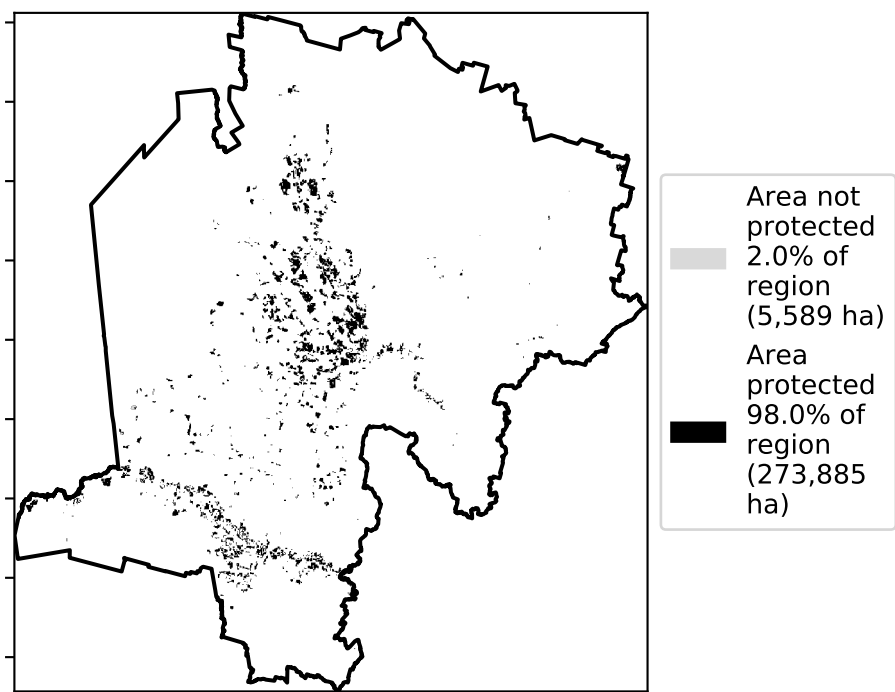 Area not
protected
2.0% of
region
(5,589 ha)
Area
protected
98.0% of
region
(273,885
ha)